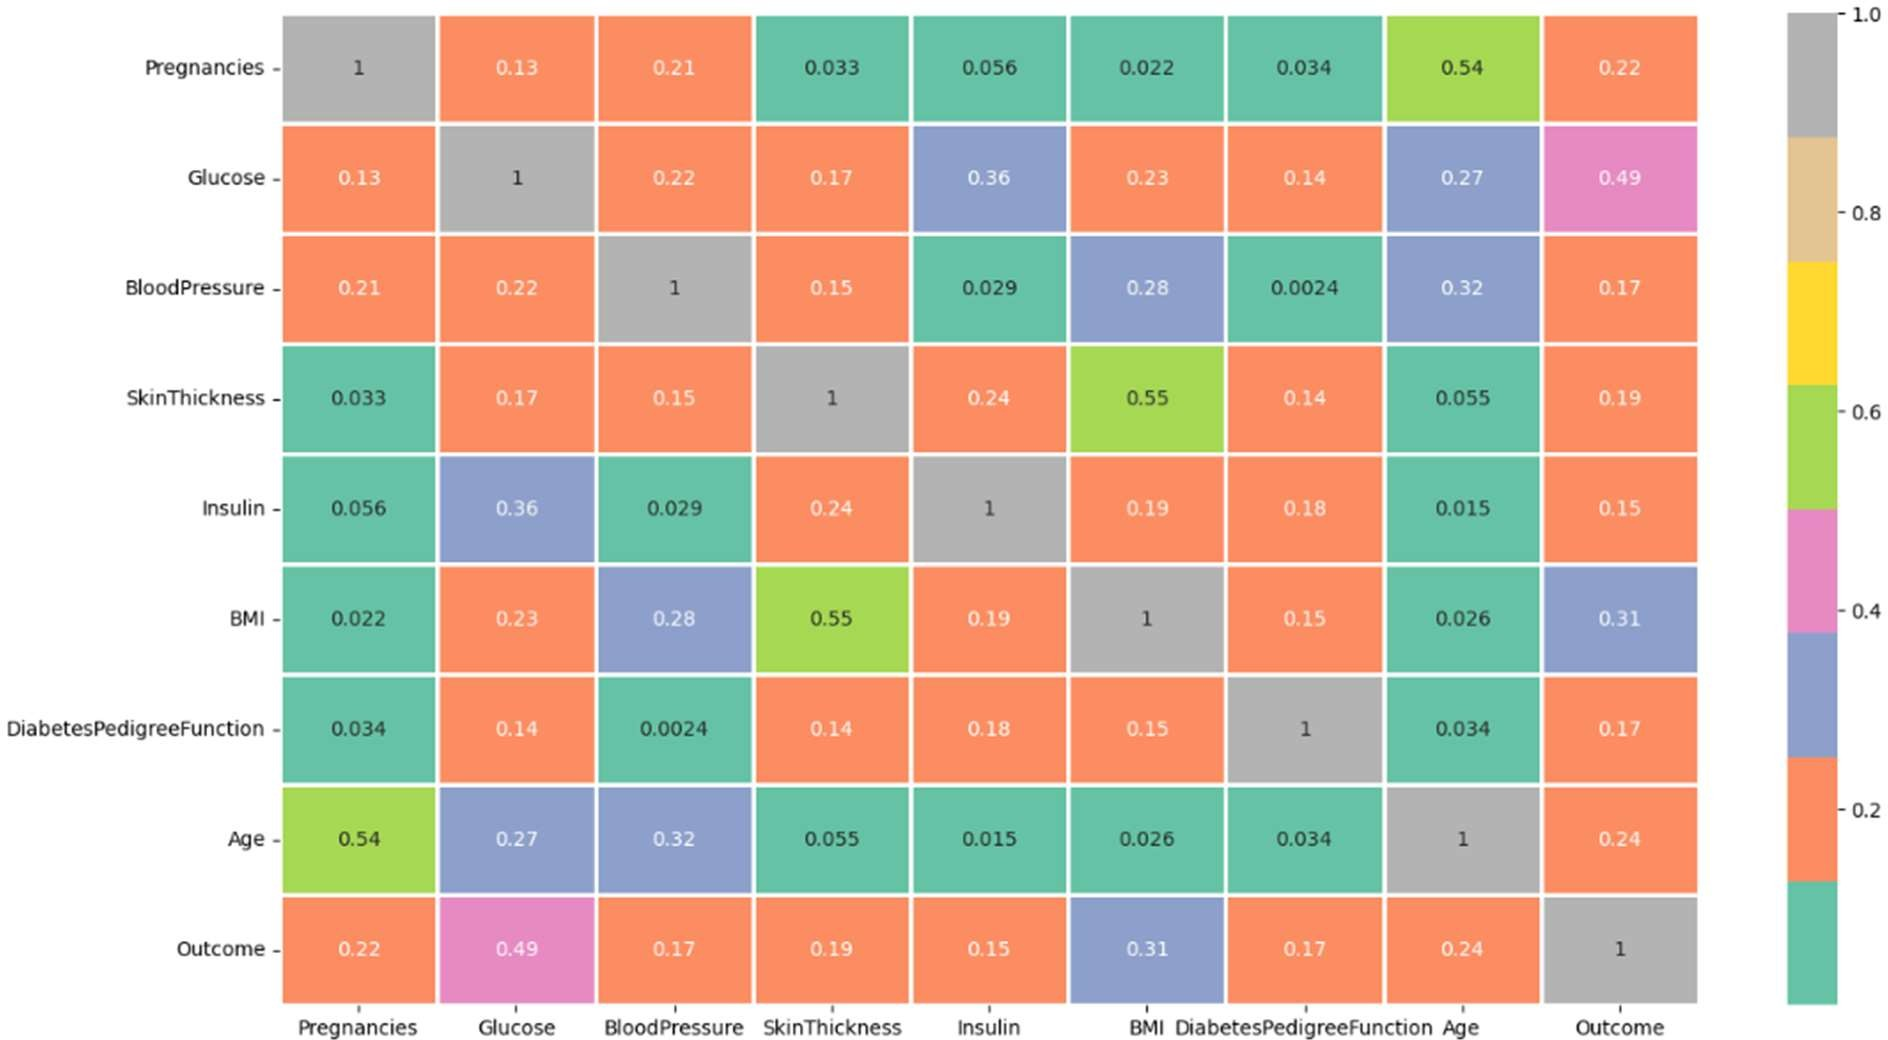 Pregnancies 1 0.13 0.21 0.033 0.056 0.022 0.034 0.54 0.22
Glucose 0.13 1 0.22 0.17 0.36 0.23 0.14 0.27 0.49
BloodPressure 0.21 0.22 1 0.15 0.029 0.28 0.0024 0.32 0.17
SkinThickness 0.033 0.17 0.15 1 0.24 0.55 0.14 0.055 0.19
Insulin 0.056 0.36 0.029 0.24 1 0.19 0.18 0.015 0.15
BMI 0.022 0.23 0.28 0.55 0.19 1 0.15 0.026 0.31
DiabetesPedigreeFunction 0.034 0.14 0.0024 0.14 0.18 0.15 1 0.034 0.17
Age 0.54 0.27 0.32 0.055 0.015 0.026 0.034 1 0.24
Outcome 0.22 0.49 0.17 0.19 0.15 0.31 0.17 0.24 1
Pregnancies Glucose BloodPressure SkinThickness Insulin BMI DiabetesPedigreeFunction Age Outcome
1.0
0.8
0.6
0.4
0.2